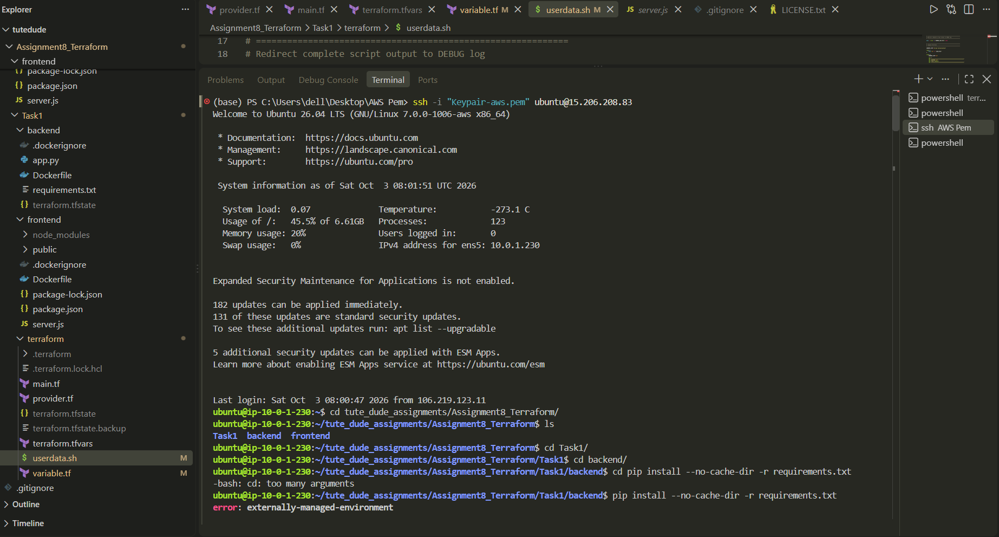 Explorer
tutedude
Assignment8_Terraform
frontend
package-lock.json
package.json
server.js
Task1
backend
.dockerignore
app.py
Dockerfile
requirements.txt
terraform.tfstate
frontend
node_modules
public
.dockerignore
Dockerfile
package-lock.json
package.json
server.js
terraform
.terraform
.terraform.lock.hcl
main.tf
provider.tf
terraform.tfstate
terraform.tfstate.backup
terraform.tfvars
userdata.sh M
variable.tf M
.gitignore
Outline
Timeline
provider.tf main.tf terraform.tfvars variable.tf M userdata.sh M server.js .gitignore LICENSE.txt
Assignment8_Terraform > Task1 > terraform > $ userdata.sh
17 # ================================================================
18 # Redirect complete script output to DEBUG log
Problems Output Debug Console Terminal Ports
(base) PS C:\Users\dell\Desktop\AWS Pem> ssh -i "Keypair-aws.pem" ubuntu@15.206.208.83
Welcome to Ubuntu 26.04 LTS (GNU/Linux 7.0.0-1006-aws x86_64)
* Documentation: https://docs.ubuntu.com
* Management: https://landscape.canonical.com
* Support: https://ubuntu.com/pro
System information as of Sat Oct 3 08:01:51 UTC 2026
System load: 0.07 Temperature: -273.1 C
Usage of /: 45.5% of 6.61GB Processes: 123
Memory usage: 20% Users logged in: 0
Swap usage: 0% IPv4 address for ens5: 10.0.1.230
Expanded Security Maintenance for Applications is not enabled.
182 updates can be applied immediately.
131 of these updates are standard security updates.
To see these additional updates run: apt list --upgradable
5 additional security updates can be applied with ESM Apps.
Learn more about enabling ESM Apps service at https://ubuntu.com/esm
Last login: Sat Oct 3 08:00:47 2026 from 106.219.123.11
ubuntu@ip-10-0-1-230:~$ cd tute_dude_assignments/Assignment8_Terraform/
ubuntu@ip-10-0-1-230:~/tute_dude_assignments/Assignment8_Terraform$ ls
Task1 backend frontend
ubuntu@ip-10-0-1-230:~/tute_dude_assignments/Assignment8_Terraform$ cd Task1/
ubuntu@ip-10-0-1-230:~/tute_dude_assignments/Assignment8_Terraform/Task1$ cd backend/
ubuntu@ip-10-0-1-230:~/tute_dude_assignments/Assignment8_Terraform/Task1/backend$ cd pip install --no-cache-dir -r requirements.txt
-bash: cd: too many arguments
ubuntu@ip-10-0-1-230:~/tute_dude_assignments/Assignment8_Terraform/Task1/backend$ pip install --no-cache-dir -r requirements.txt
error: externally-managed-environment
powershell terr...
powershell
ssh AWS Pem
powershell